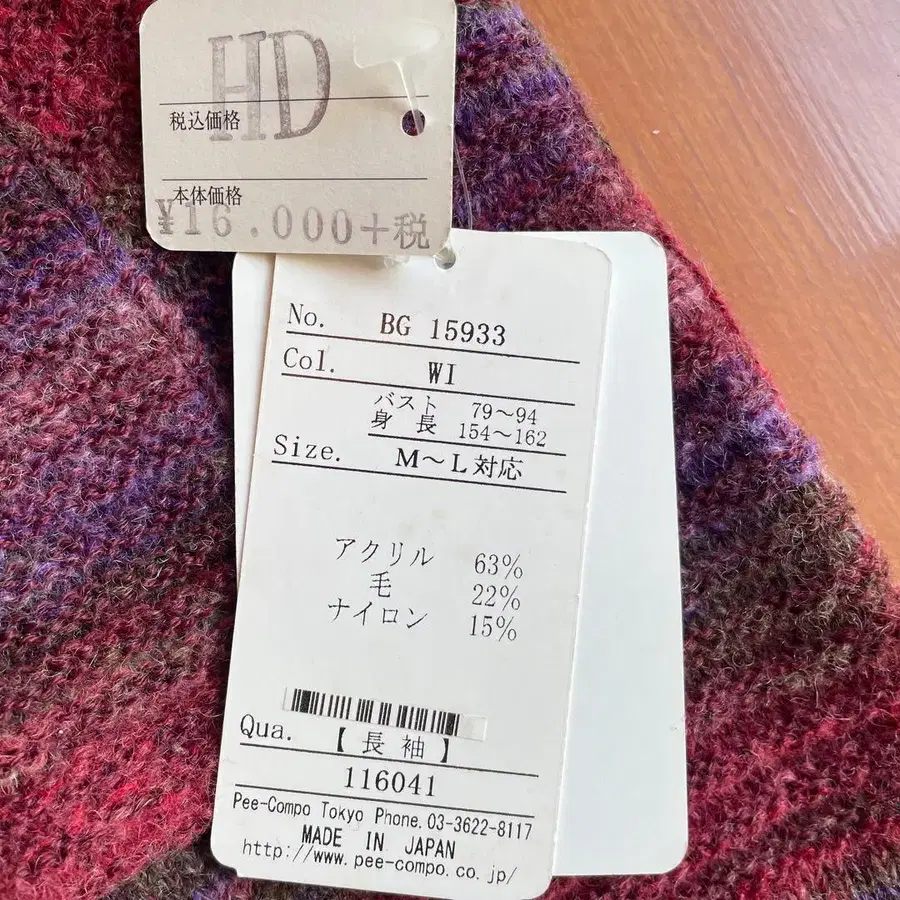 HD
税込価格
本体価格
¥16.000+税
No. BG 15933
Col. WI
バスト 79～94
身長 154～162
Size. M～L対応
アクリル 63%
毛 22%
ナイロン 15%
Qua. 【長袖】
116041
Pee-Compo Tokyo Phone.03-3622-8117
MADE IN JAPAN
http://www.pee-compo.co.jp/